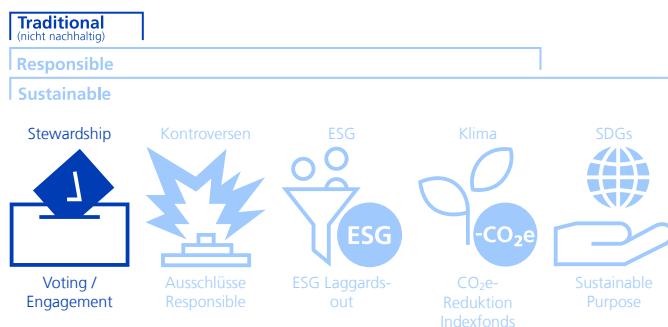 Traditional
(nicht nachhaltig)
Responsible
Sustainable
Stewardship
Kontroversen
ESG
Klima
SDGs
ESG
-CO₂e
Voting /
Engagement
Ausschlüsse
Responsible
ESG Laggards-
out
CO₂e-
Reduktion
Indexfonds
Sustainable
Purpose